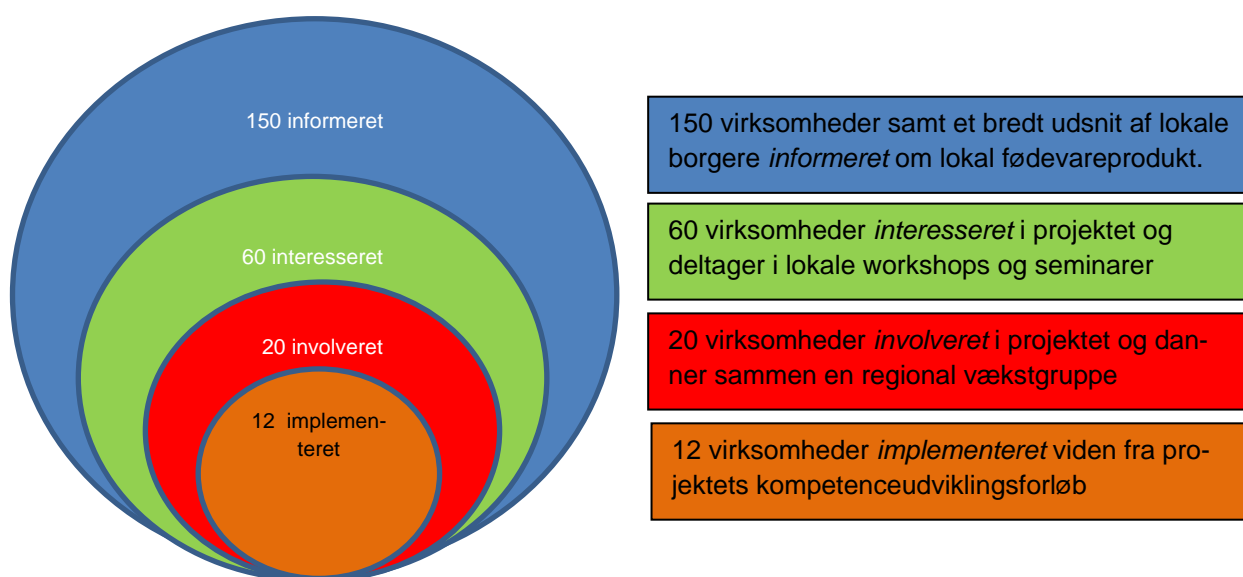 150 informeret
60 interesseret
20 involveret
12 implemen-
teret
150 virksomheder samt et bredt udsnit af lokale
borgere informeret om lokal fødevareprodukt.
60 virksomheder interesseret i projektet og
deltager i lokale workshops og seminarer
20 virksomheder involveret i projektet og dan-
ner sammen en regional vækstgruppe
12 virksomheder implementeret viden fra pro-
jektets kompetenceudviklingsforløb